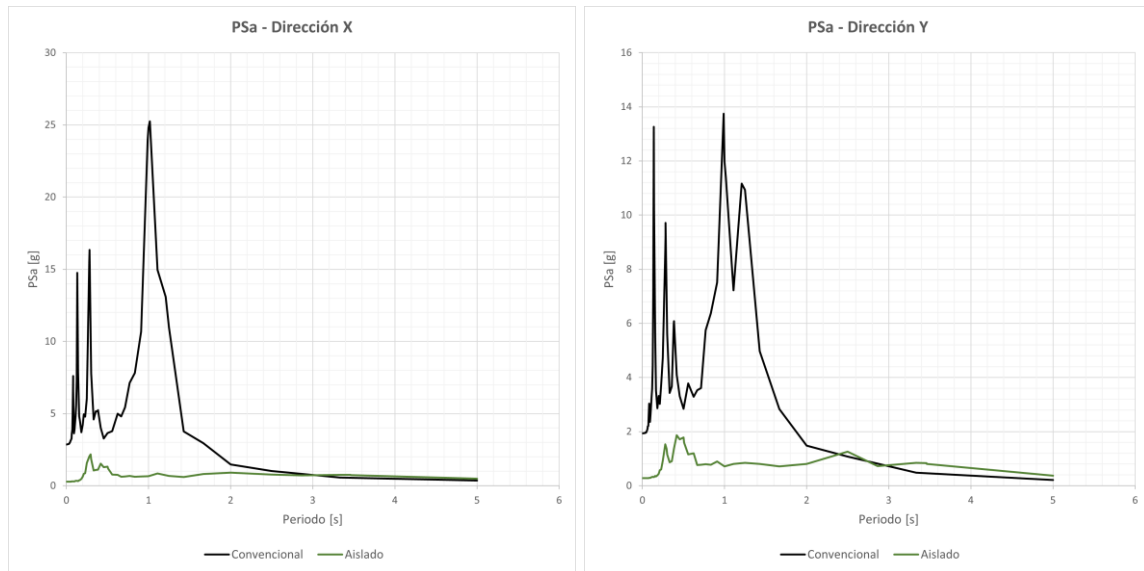 PSa - Dirección X
30
25
20
15
10
5
0
PSa [g]
0 1 2 3 4 5 6
Periodo [s]
Convencional Aislado
PSa - Dirección Y
16
14
12
10
8
6
4
2
0
PSa [g]
0 1 2 3 4 5 6
Periodo [s]
Convencional Aislado